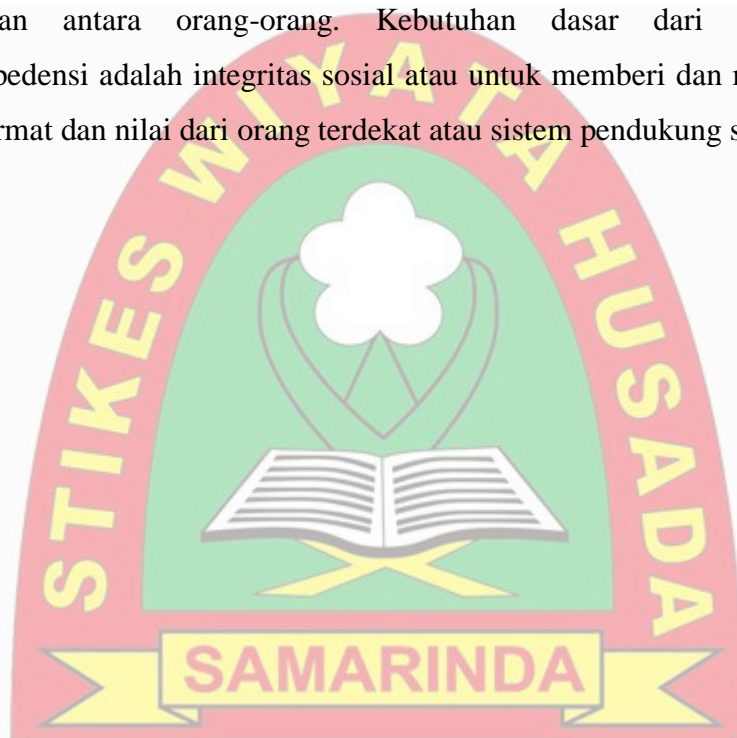 an antara orang-orang. Kebutuhan dasar dari
pedensi adalah integritas sosial atau untuk memberi dan
rmat dan nilai dari orang terdekat atau sistem pendukung s
STIKES WIYATA HUSADA
SAMARINDA